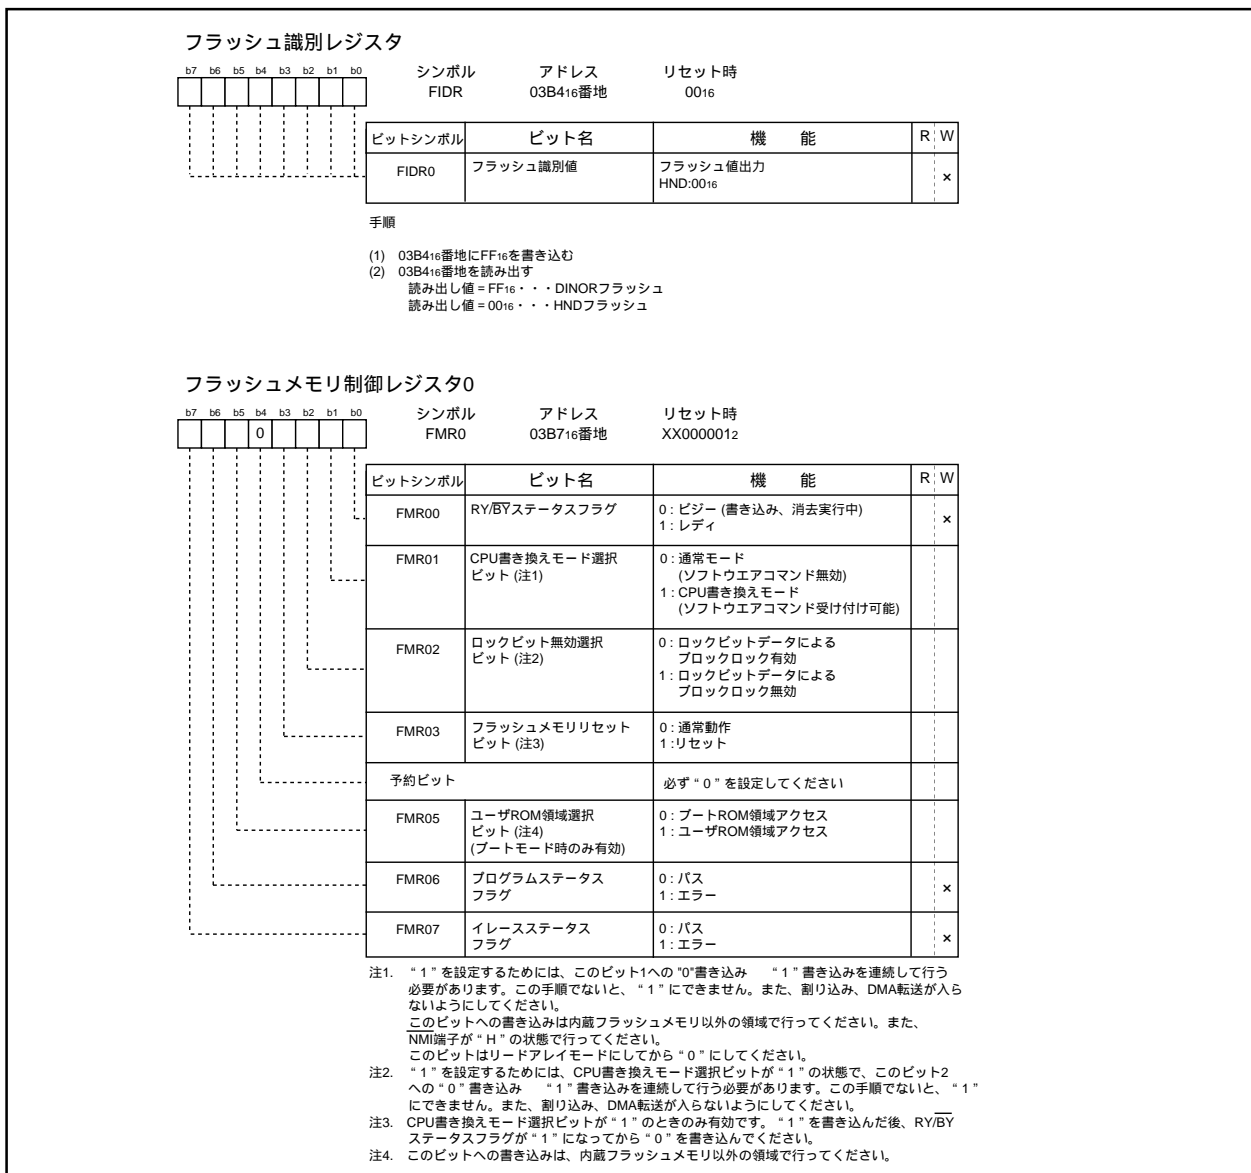 フラッシュ識別レジスタ
b7 b6 b5 b4 b3 b2 b1 b0
シンボル アドレス リセット時
FIDR 03B416番地 0016
ビットシンボル ビット名 機 能 R W
FIDR0 フラッシュ識別値 フラッシュ値出力
HND:0016 ×
手順
(1) 03B416番地にFF16を書き込む
(2) 03B416番地を読み出す
読み出し値 = FF16・・・DINORフラッシュ
読み出し値 = 0016・・・HNDフラッシュ
フラッシュメモリ制御レジスタ0
b7 b6 b5 b4 b3 b2 b1 b0
0
シンボル アドレス リセット時
FMR0 03B716番地 XX0000012
ビットシンボル ビット名 機 能 R W
FMR00 RY/BYステータスフラグ 0 : ビジー (書き込み、消去実行中)
1 : レディ ×
FMR01 CPU書き換えモード選択 0 : 通常モード
ビット (注1) (ソフトウエアコマンド無効)
1 : CPU書き換えモード
(ソフトウエアコマンド受け付け可能)
FMR02 ロックビット無効選択 0 : ロックビットデータによる
ビット (注2) ブロックロック有効
1 : ロックビットデータによる
ブロックロック無効
FMR03 フラッシュメモリリセット 0 : 通常動作
ビット (注3) 1 :リセット
予約ビット 必ず“0”を設定してください
FMR05 ユーザROM領域選択 0 : ブートROM領域アクセス
ビット (注4) 1 : ユーザROM領域アクセス
(ブートモード時のみ有効)
FMR06 プログラムステータス 0 : パス
フラグ 1 : エラー ×
FMR07 イレースステータス 0 : パス
フラグ 1 : エラー ×
注1. “1”を設定するためには、このビット1への "0"書き込み “1”書き込みを連続して行う
必要があります。この手順でないと、“1”にできません。また、割り込み、DMA転送が入ら
ないようにしてください。
このビットへの書き込みは内蔵フラッシュメモリ以外の領域で行ってください。また、
NMI端子が“H”の状態で行ってください。
このビットはリードアレイモードにしてから“0”にしてください。
注2. “1”を設定するためには、CPU書き換えモード選択ビットが“1”の状態で、このビット2
への“0”書き込み “1”書き込みを連続して行う必要があります。この手順でないと、“1”
にできません。また、割り込み、DMA転送が入らないようにしてください。
注3. CPU書き換えモード選択ビットが“1”のときのみ有効です。“1”を書き込んだ後、RY/BY
ステータスフラグが“1”になってから“0”を書き込んでください。
注4. このビットへの書き込みは、内蔵フラッシュメモリ以外の領域で行ってください。